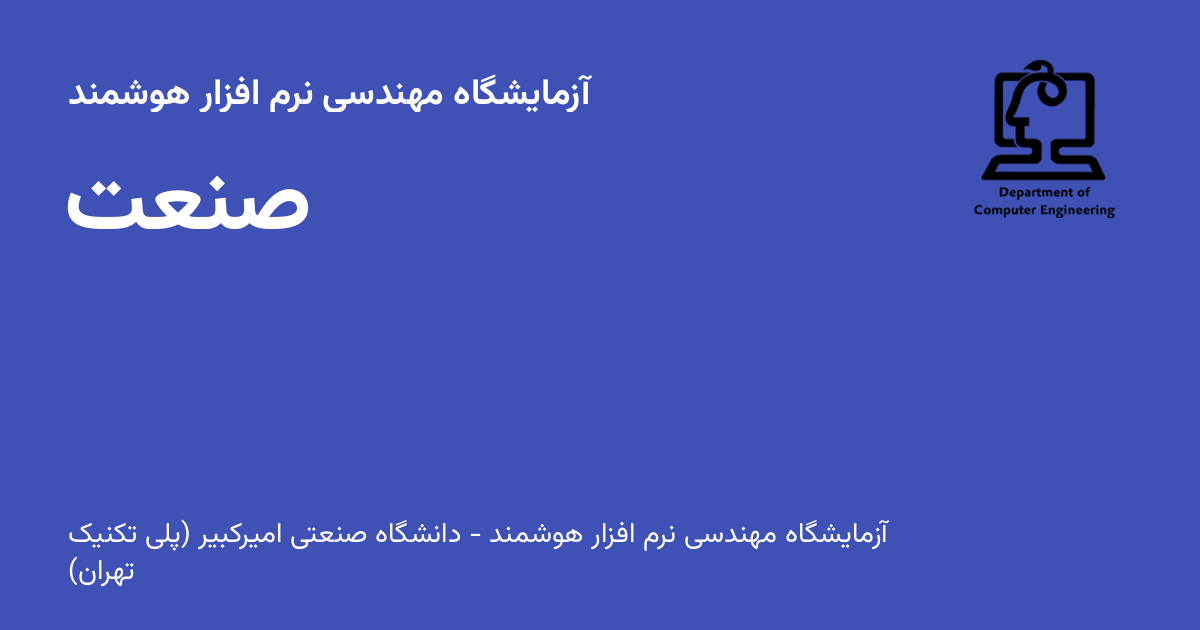 آزمایشگاه مهندسی نرم افزار هوشمند
صنعت
Department of
Computer Engineering
آزمایشگاه مهندسی نرم افزار هوشمند - دانشگاه صنعتی امیرکبیر (پلی تکنیک
تهران)